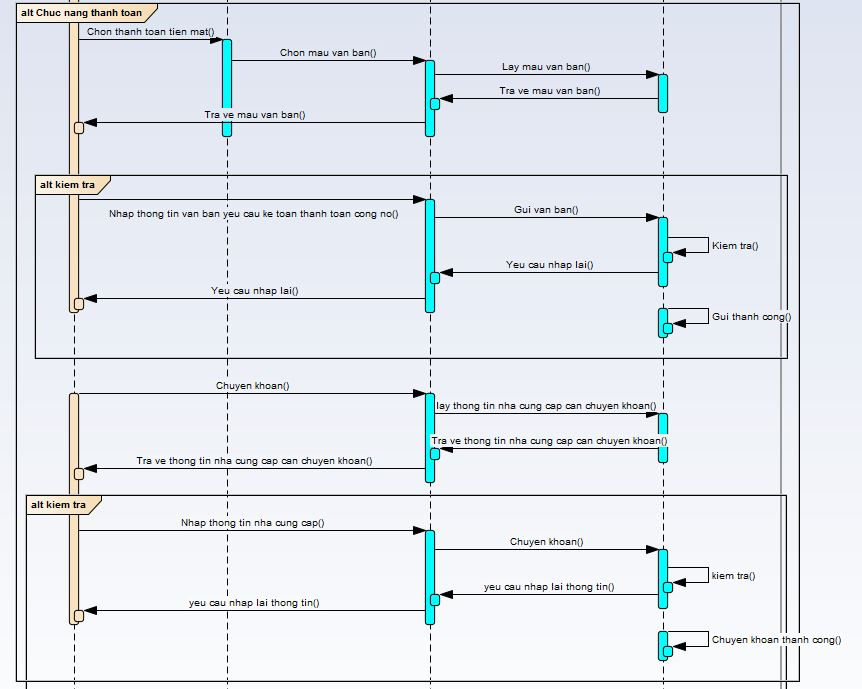 alt Chuc nang thanh toan
Chon thanh toan tien mat()
Chon mau van ban()
Lay mau van ban()
Tra ve mau van ban()
Tra ve mau van ban()
alt kiem tra
Nhap thong tin van ban yeu cau ke toan thanh toan cong no()
Gui van ban()
Kiem tra()
Yeu cau nhap lai()
Yeu cau nhap lai()
Gui thanh cong()
Chuyen khoan()
lay thong tin nha cung cap can chuyen khoan()
Tra ve thong tin nha cung cap can chuyen khoan()
Tra ve thong tin nha cung cap can chuyen khoan()
alt kiem tra
Nhap thong tin nha cung cap()
Chuyen khoan()
kiem tra()
yeu cau nhap lai thong tin()
yeu cau nhap lai thong tin()
Chuyen khoan thanh cong()